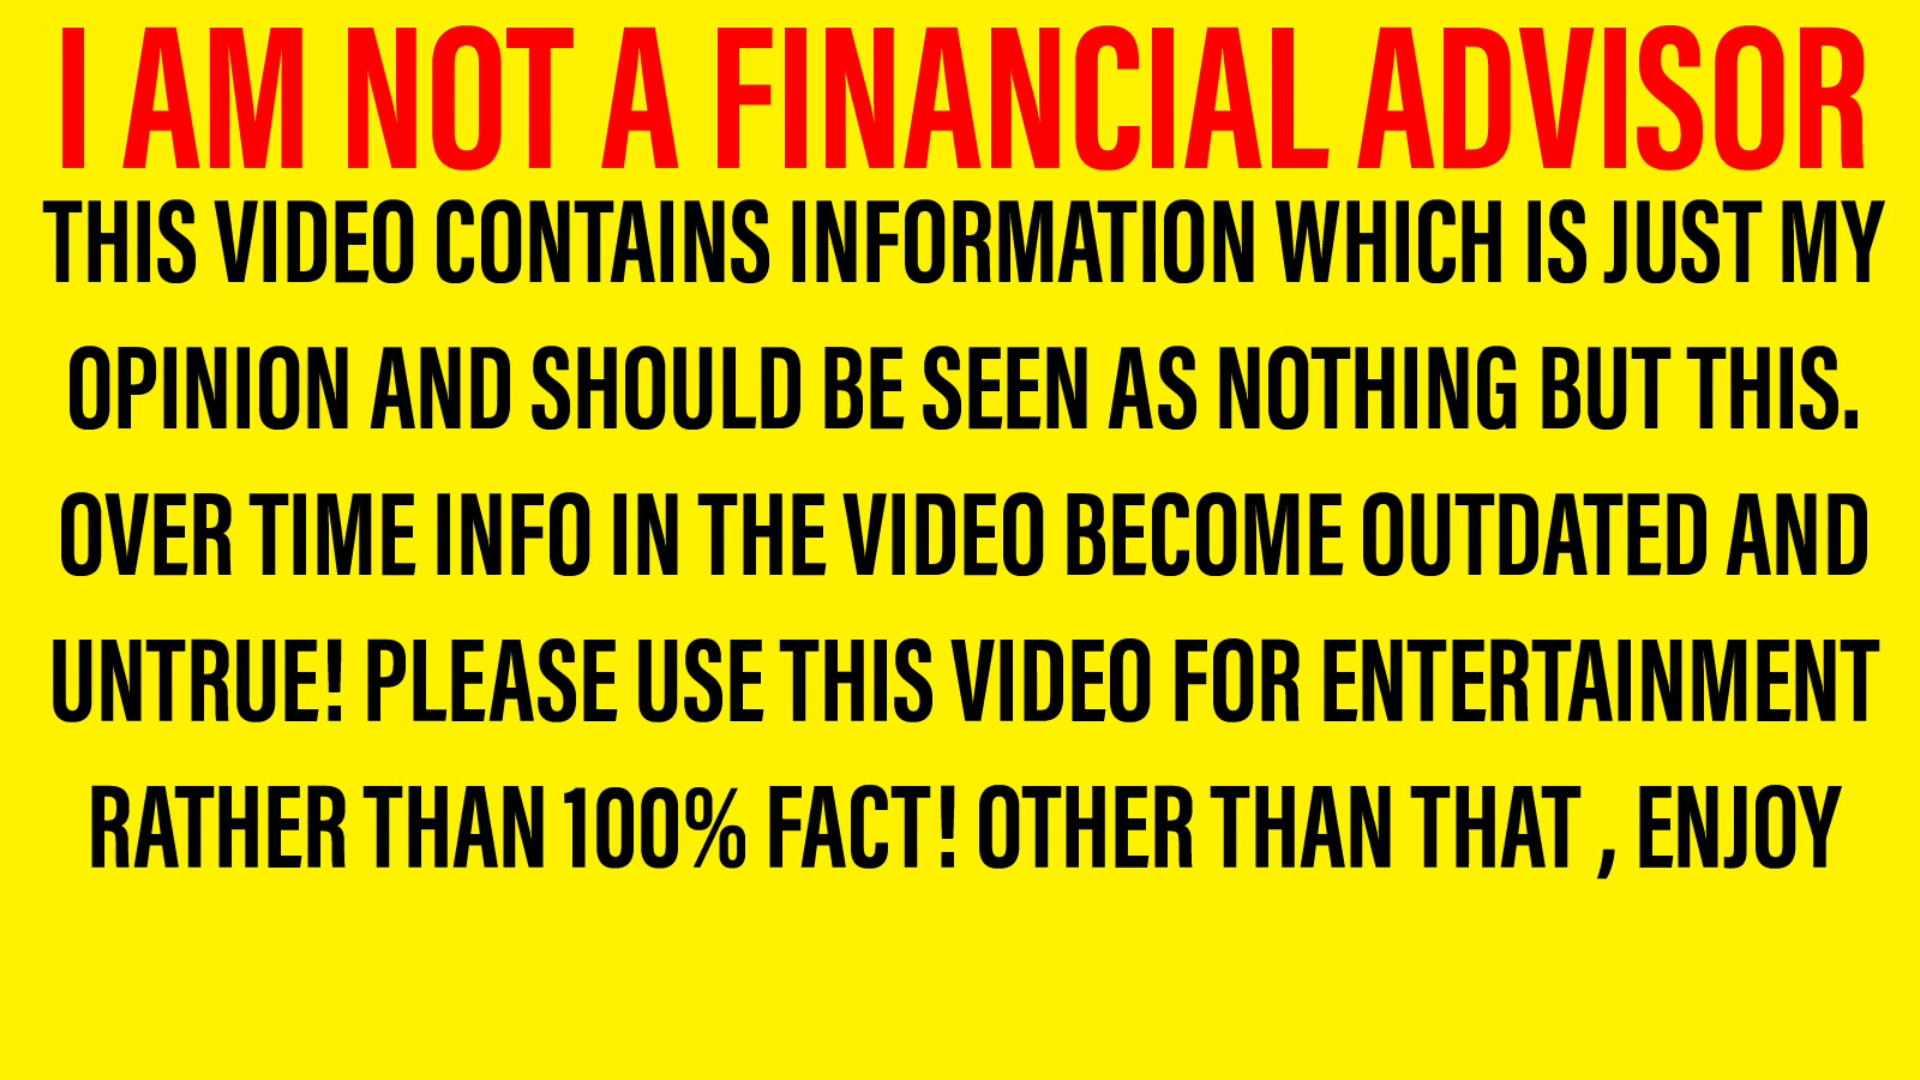 I AM NOT A FINANCIAL ADVISOR
THIS VIDEO CONTAINS INFORMATION WHICH IS JUST MY
OPINION AND SHOULD BE SEEN AS NOTHING BUT THIS.
OVER TIME INFO IN THE VIDEO BECOME OUTDATED AND
UNTRUE! PLEASE USE THIS VIDEO FOR ENTERTAINMENT
RATHER THAN 100% FACT! OTHER THAN THAT , ENJOY